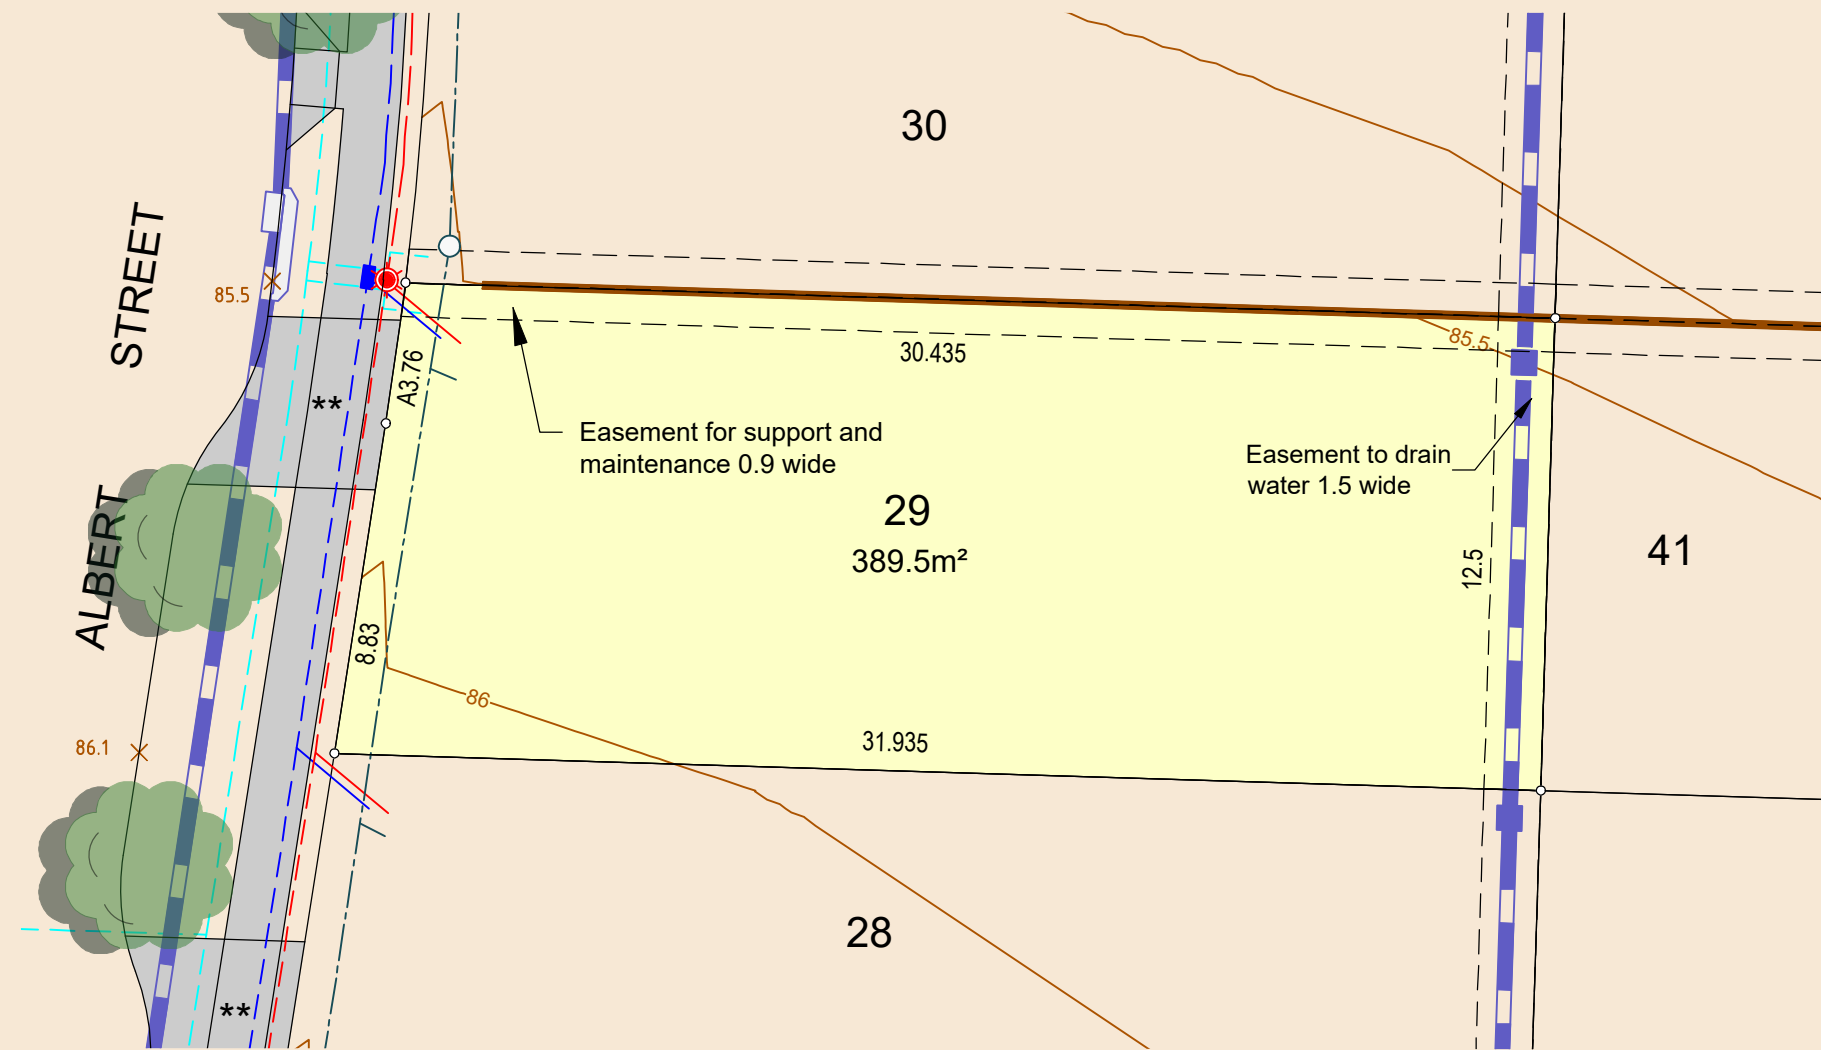 30
STREET
85.5
85.5
30.435
A3.76
**
Easement for support and
maintenance 0.9 wide
Easement to drain
water 1.5 wide
29
389.5m²
12.5
41
ALBERT
8.83
86
86.1
31.935
28
**